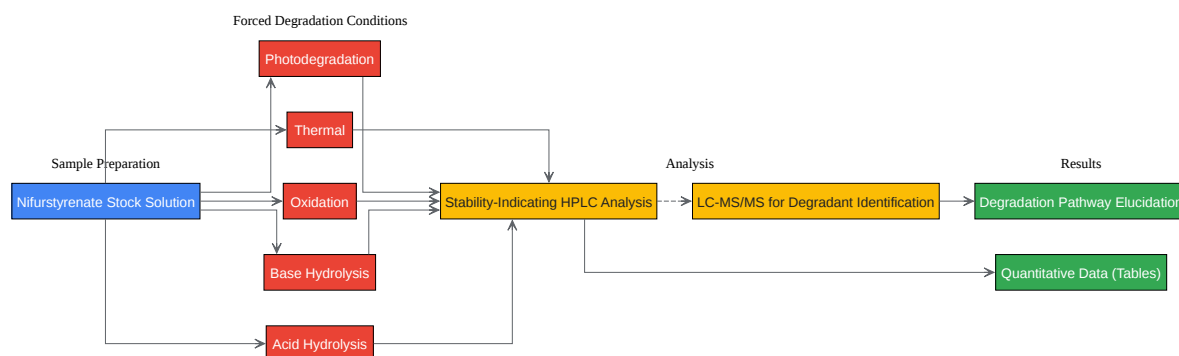 Forced Degradation Conditions
Photodegradation
Thermal
Sample Preparation
Analysis
Results
Nifurstyrenate Stock Solution
Oxidation
Stability-Indicating HPLC Analysis
LC-MS/MS for Degradant Identification
Degradation Pathway Elucidation
Base Hydrolysis
Quantitative Data (Tables)
Acid Hydrolysis